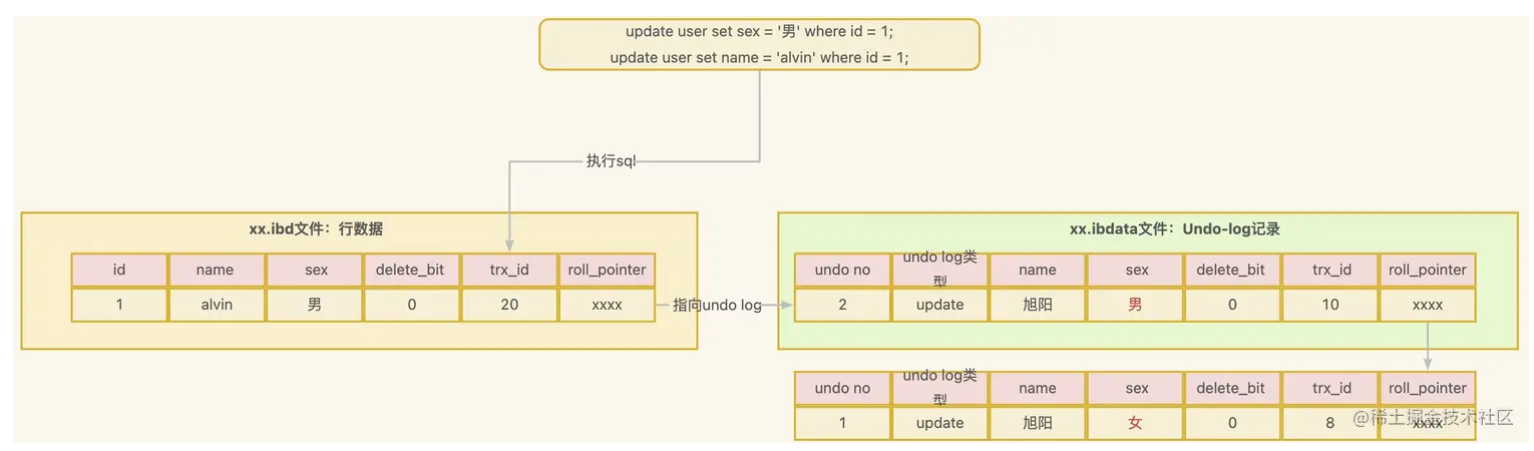 update user set sex = '男' where id = 1;
update user set name = 'alvin' where id = 1;
执行sql
xx.ibd文件：行数据
id name sex delete_bit trx_id roll_pointer
1 alvin 男 0 20 xxxx
指向undo log
xx.ibdata文件：Undo-log记录
undo no undo log类型 name sex delete_bit trx_id roll_pointer
2 update 旭阳 男 0 10 xxxx
undo no undo log类型 name sex delete_bit trx_id roll_pointer
1 update 旭阳 女 0 8 xxxx
@稀土掘金技术社区